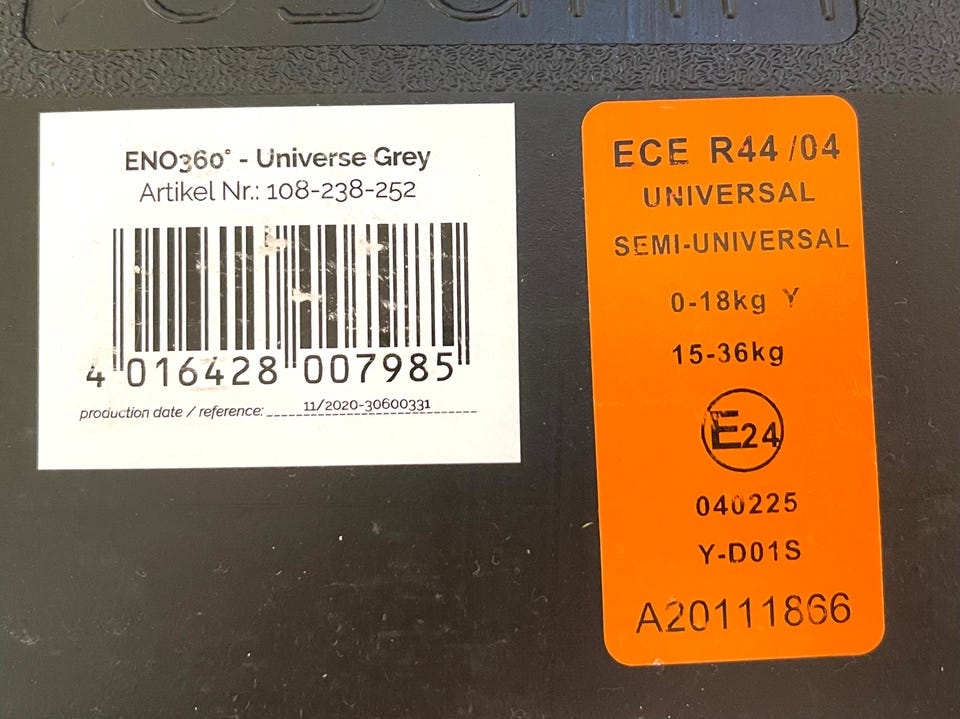 ENO360° - Universe Grey
Artikel Nr.: 108-238-252
4 016428 007985
production date / reference: 11/2020-30600331
ECE R44/04
UNIVERSAL
SEMI-UNIVERSAL
0-18kg Y
15-36kg
E24
040225
Y-D01S
A20111866